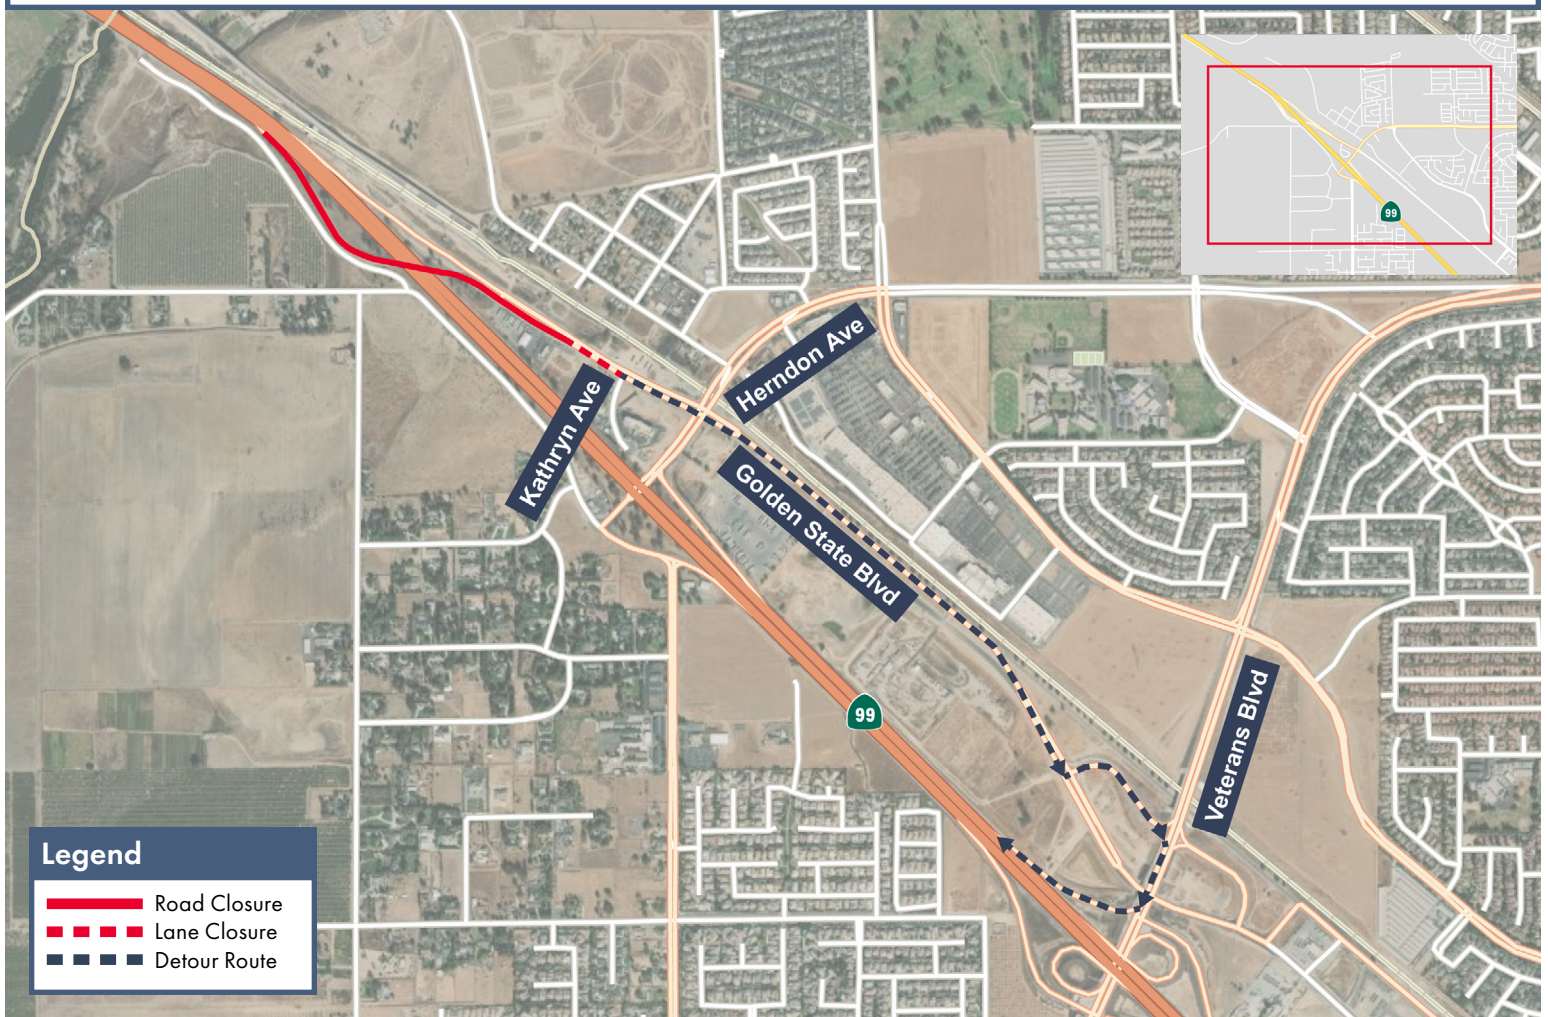 99
Herndon Ave
Kathryn Ave
Golden State Blvd
99
Veterans Blvd
Legend
Road Closure
Lane Closure
Detour Route